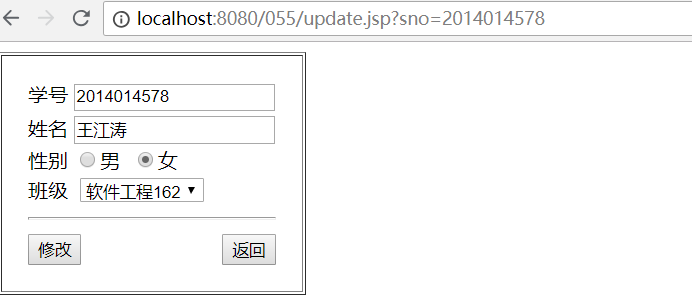 localhost:8080/055/update.jsp?sno=2014014578
学号 2014014578
姓名 王江涛
性别 男 女
班级 软件工程162
修改 返回